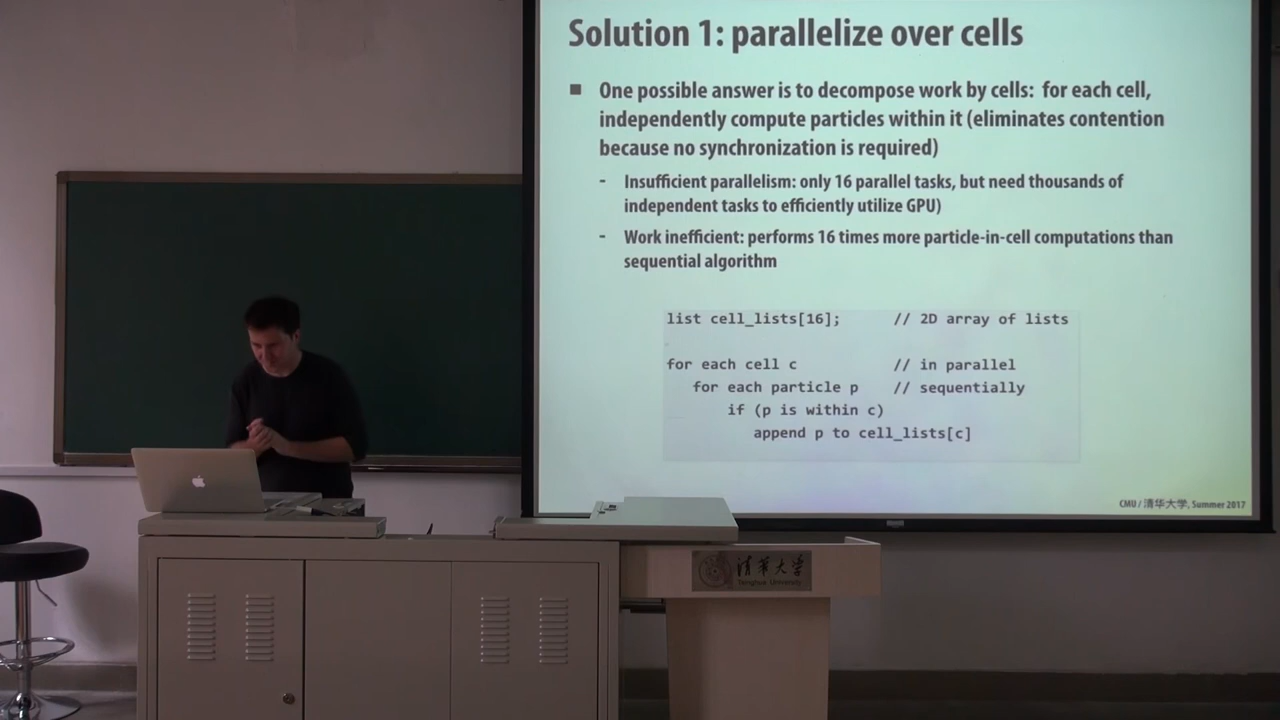 Solution 1: parallelize over cells
■ One possible answer is to decompose work by cells: for each cell,
independently compute particles within it (eliminates contention
because no synchronization is required)
- Insufficient parallelism: only 16 parallel tasks, but need thousands of
independent tasks to efficiently utilize GPU)
- Work inefficient: performs 16 times more particle-in-cell computations than
sequential algorithm
list cell_lists[16]; // 2D array of lists
for each cell c // in parallel
for each particle p // sequentially
if (p is within c)
append p to cell_lists[c]
CMU / 清华大学, Summer 2017
清華大学
Tsinghua University